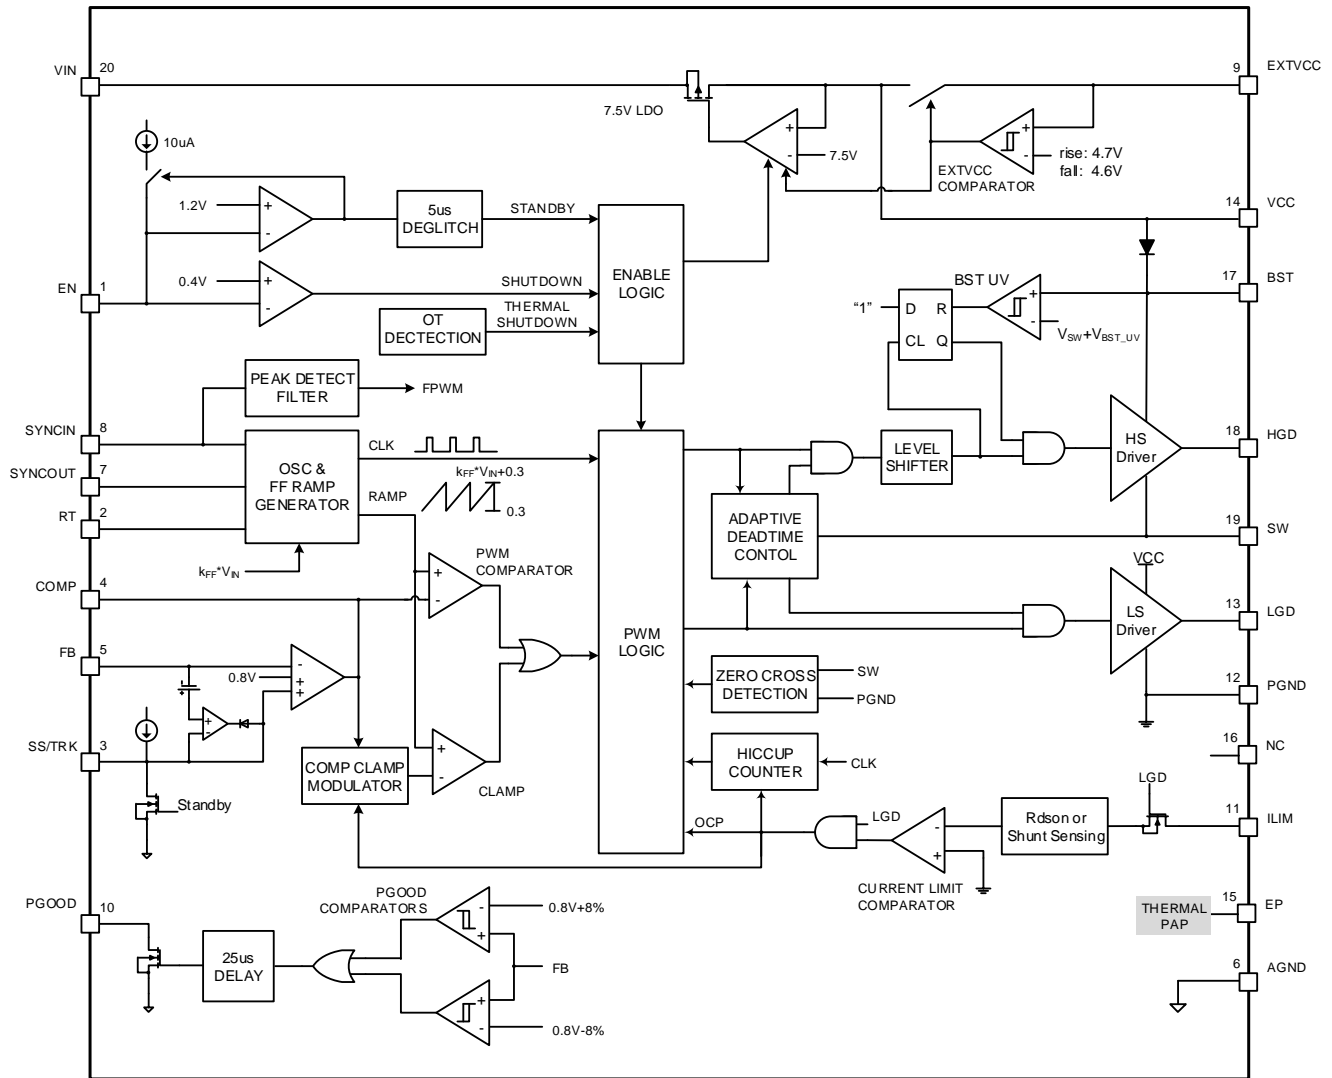 VIN
20
9
EXTVCC
7.5V LDO
+
-
7.5V
+
-
rise: 4.7V
fall: 4.6V
EXTVCC
COMPARATOR
10uA
1.2V
+
-
5us
DEGLITCH
STANDBY
14
VCC
0.4V
+
-
SHUTDOWN
ENABLE
LOGIC
EN
1
THERMAL
SHUTDOWN
OT
DECTECTION
17
BST
BST UV
+
-
VSW+VBST_UV
"1"
D
R
CL
Q
PEAK DETECT
FILTER
FPWM
SYNCIN
8
SYNCOUT
7
RT
2
OSC &
FF RAMP
GENERATOR
CLK
kFF*VIN+0.3
RAMP
0.3
kFF*VIN
LEVEL
SHIFTER
HS
Driver
18
HGD
ADAPTIVE
DEADTIME
CONTOL
19
SW
COMP
4
PWM
COMPARATOR
+
-
PWM
LOGIC
VCC
LS
Driver
13
LGD
FB
5
0.8V
-
+
+
+
-
+
-
ZERO CROSS
DETECTION
SW
PGND
12
PGND
SS/TRK
3
Standby
COMP CLAMP
MODULATOR
+
-
CLAMP
HICCUP
COUNTER
CLK
16
NC
OCP
LGD
-
+
CURRENT LIMIT
COMPARATOR
Rdson or
Shunt Sensing
LGD
11
ILIM
PGOOD
10
25us
DELAY
PGOOD
COMPARATORS
-
+
0.8V+8%
FB
+
-
0.8V-8%
THERMAL
PAP
15
EP
6
AGND